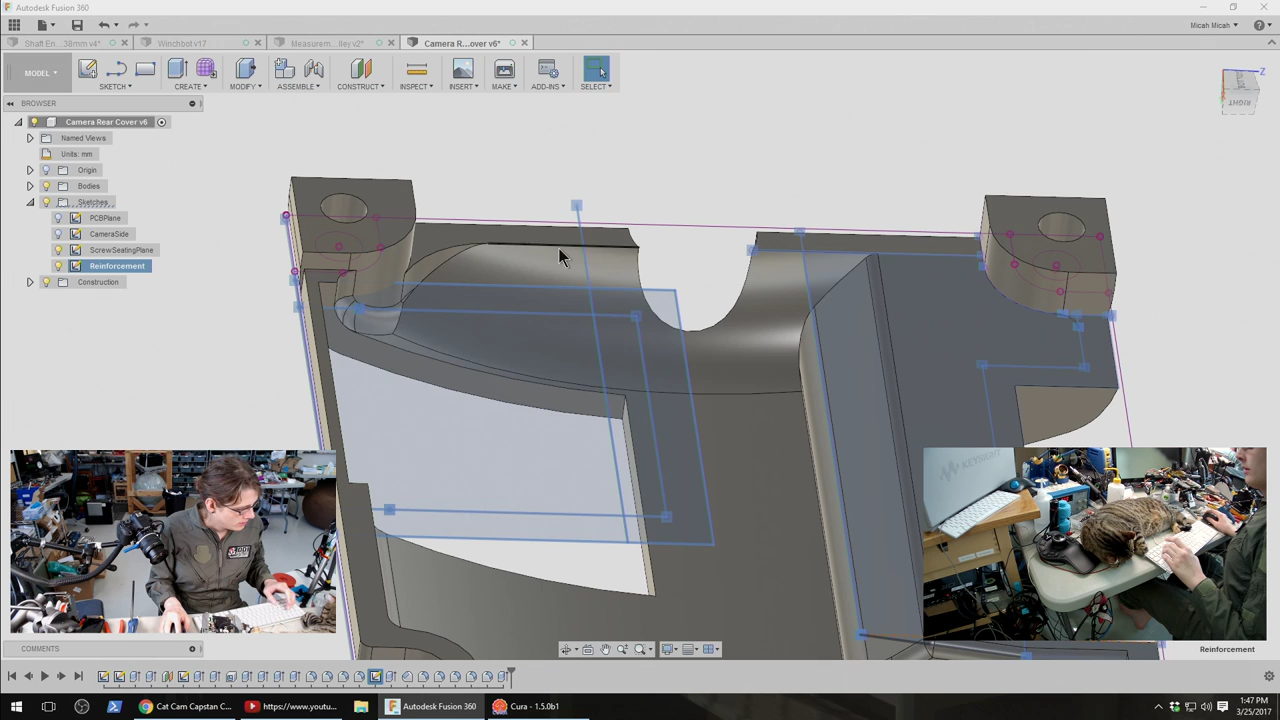 Autodesk Fusion 360
Micah Micah
Shaft En...38mm v4*
Winchbot v17
Measurem...lley v2*
Camera R...over v6*
MODEL
SKETCH
CREATE
MODIFY
ASSEMBLE
CONSTRUCT
INSPECT
INSERT
MAKE
ADD-INS
SELECT
Z
RIGHT
BROWSER
Camera Rear Cover v6
Named Views
Units: mm
Origin
Bodies
Sketches
PCBPlane
CameraSide
ScrewSeatingPlane
Reinforcement
Construction
KEYSIGHT
COMMENTS
Reinforcement
Cat Cam Capstan C...
https://www.youtu...
Autodesk Fusion 360
Cura - 1.5.0b1
1:47 PM
3/25/2017